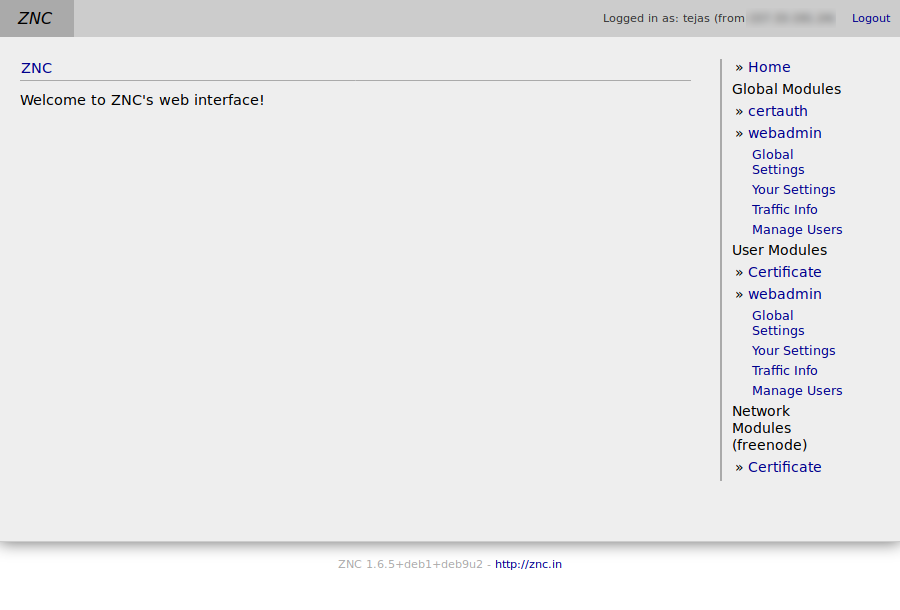 ZNC
Logged in as: tejas (from
Logout
ZNC
Welcome to ZNC's web interface!
» Home
Global Modules
» certauth
» webadmin
Global
Settings
Your Settings
Traffic Info
Manage Users
User Modules
» Certificate
» webadmin
Global
Settings
Your Settings
Traffic Info
Manage Users
Network
Modules
(freenode)
» Certificate
ZNC 1.6.5+deb1+deb9u2 - http://znc.in